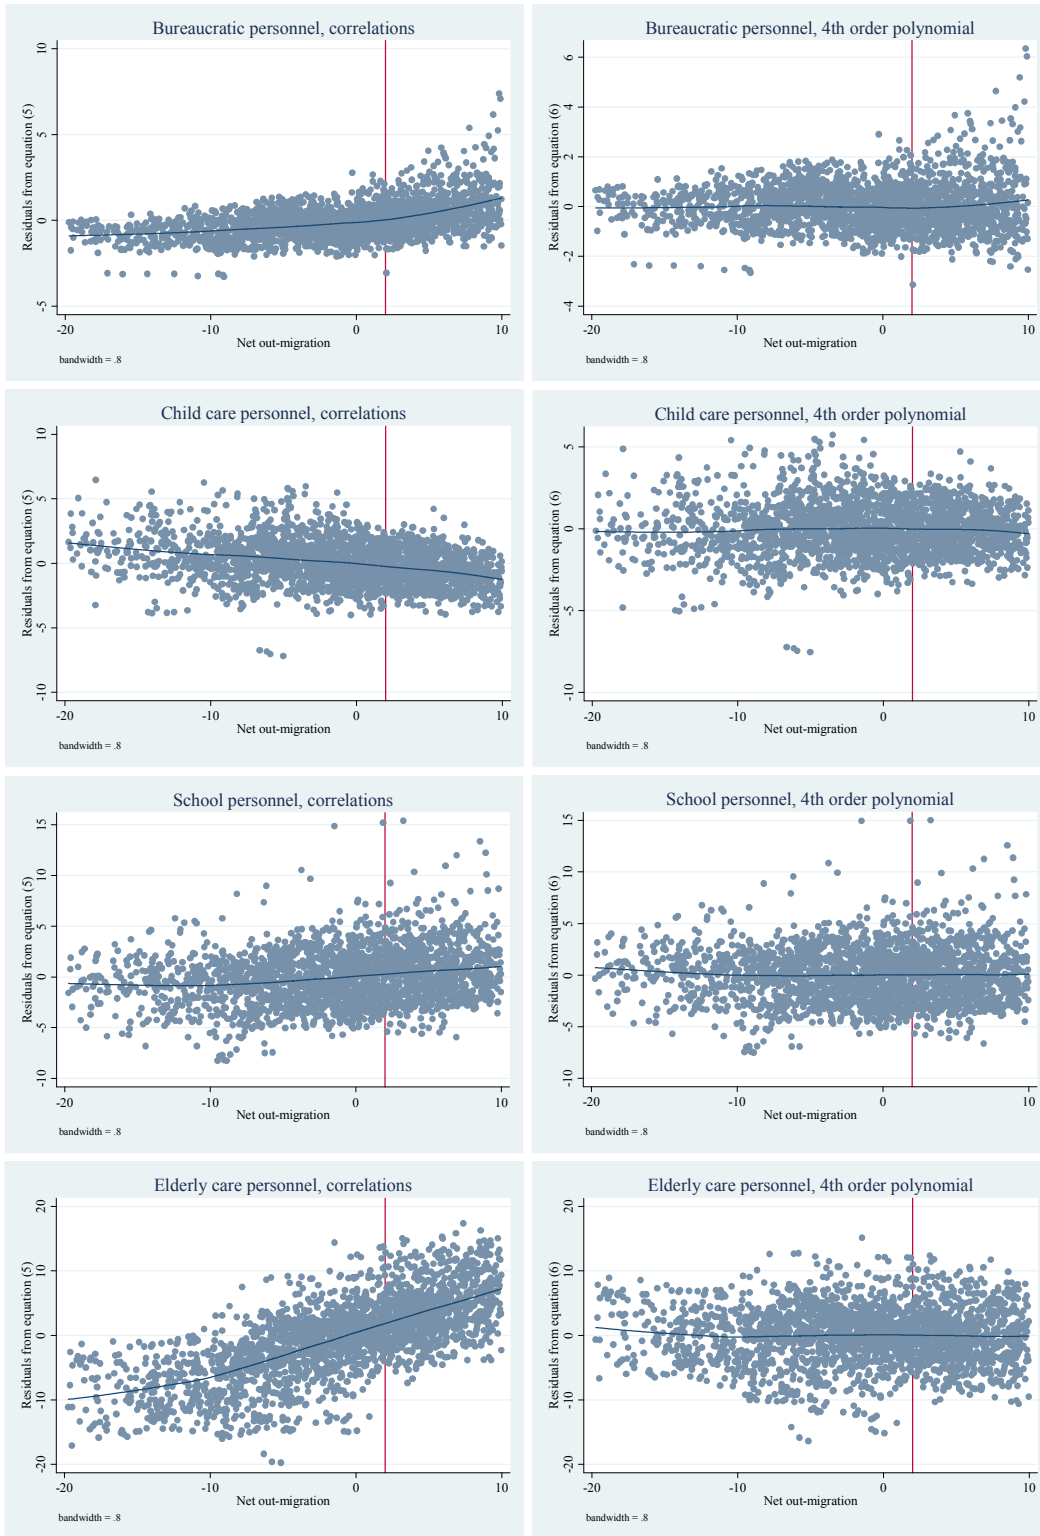 Bureaucratic personnel, correlations
Residuals from equation (5)
10
5
0
-5
-20 -10 0 10
Net out-migration
bandwidth = .8
Bureaucratic personnel, 4th order polynomial
Residuals from equation (6)
6
4
2
0
-2
-4
-20 -10 0 10
Net out-migration
bandwidth = .8
Child care personnel, correlations
Residuals from equation (5)
10
5
0
-5
-10
-20 -10 0 10
Net out-migration
bandwidth = .8
Child care personnel, 4th order polynomial
Residuals from equation (6)
5
0
-5
-10
-20 -10 0 10
Net out-migration
bandwidth = .8
School personnel, correlations
Residuals from equation (5)
15
10
5
0
-5
-10
-20 -10 0 10
Net out-migration
bandwidth = .8
School personnel, 4th order polynomial
Residuals from equation (6)
15
10
5
0
-5
-10
-20 -10 0 10
Net out-migration
bandwidth = .8
Elderly care personnel, correlations
Residuals from equation (5)
20
10
0
-10
-20
-20 -10 0 10
Net out-migration
bandwidth = .8
Elderly care personnel, 4th order polynomial
Residuals from equation (6)
20
10
0
-10
-20
-20 -10 0 10
Net out-migration
bandwidth = .8